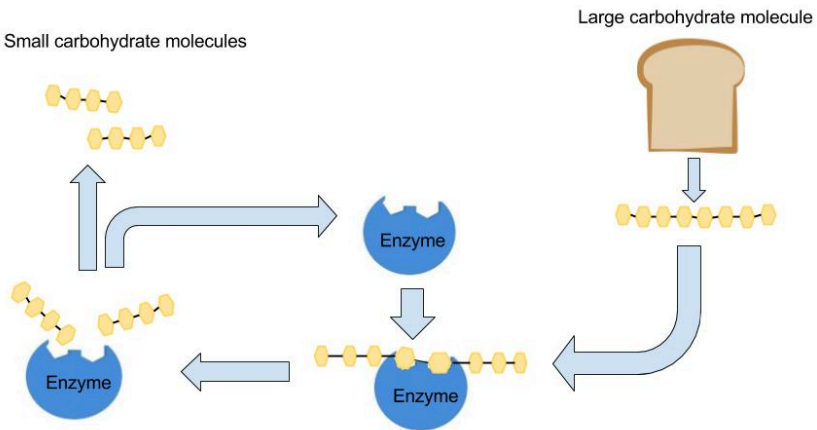 Large carbohydrate molecule
Small carbohydrate molecules
Enzyme
Enzyme
Enzyme